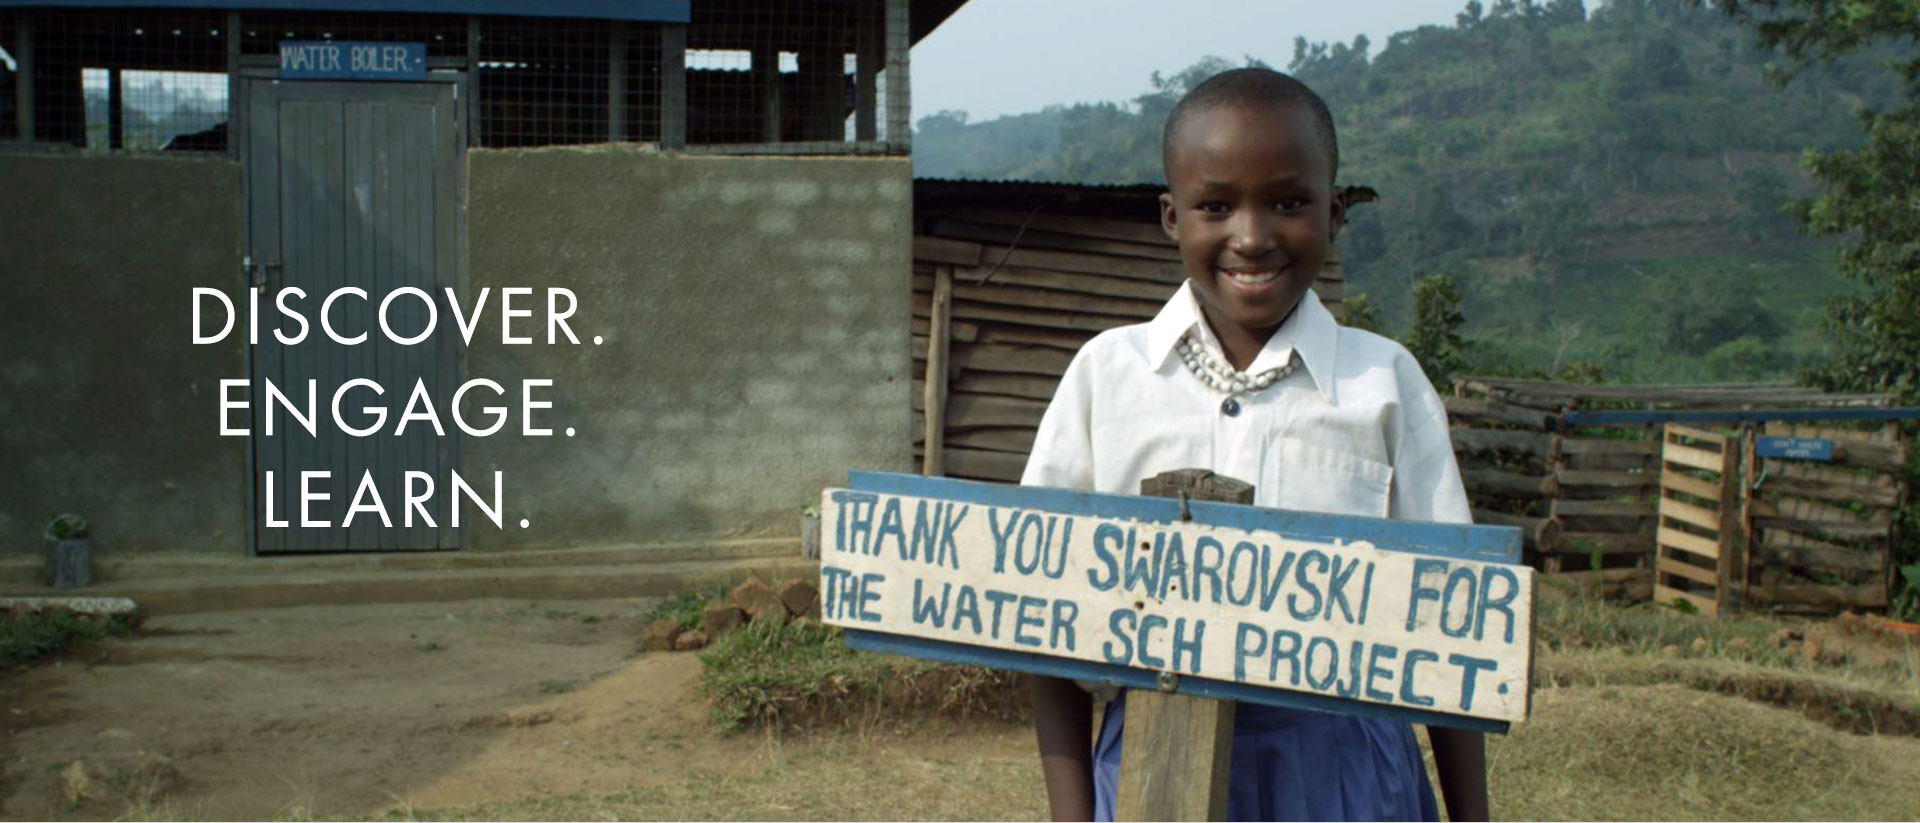 WATER BOILER.
DISCOVER.
ENGAGE.
LEARN.
THANK YOU SWAROVSKI FOR
THE WATER SCH PROJECT.